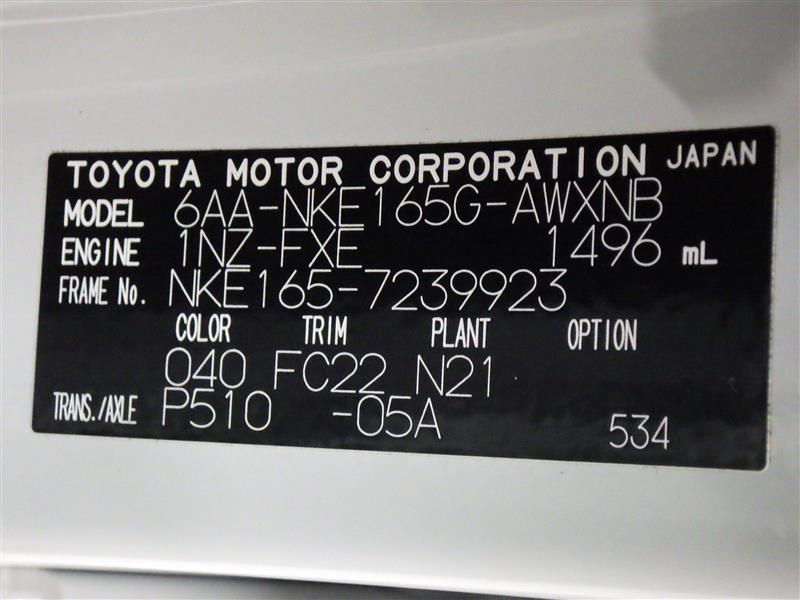 TOYOTA MOTOR CORPORATION JAPAN
MODEL 6AA-NKE165G-AWXNB
ENGINE 1NZ-FXE 1496 mL
FRAME No. NKE165-7239923
COLOR TRIM PLANT OPTION
040 FC22 N21
TRANS./AXLE P510 -05A 534